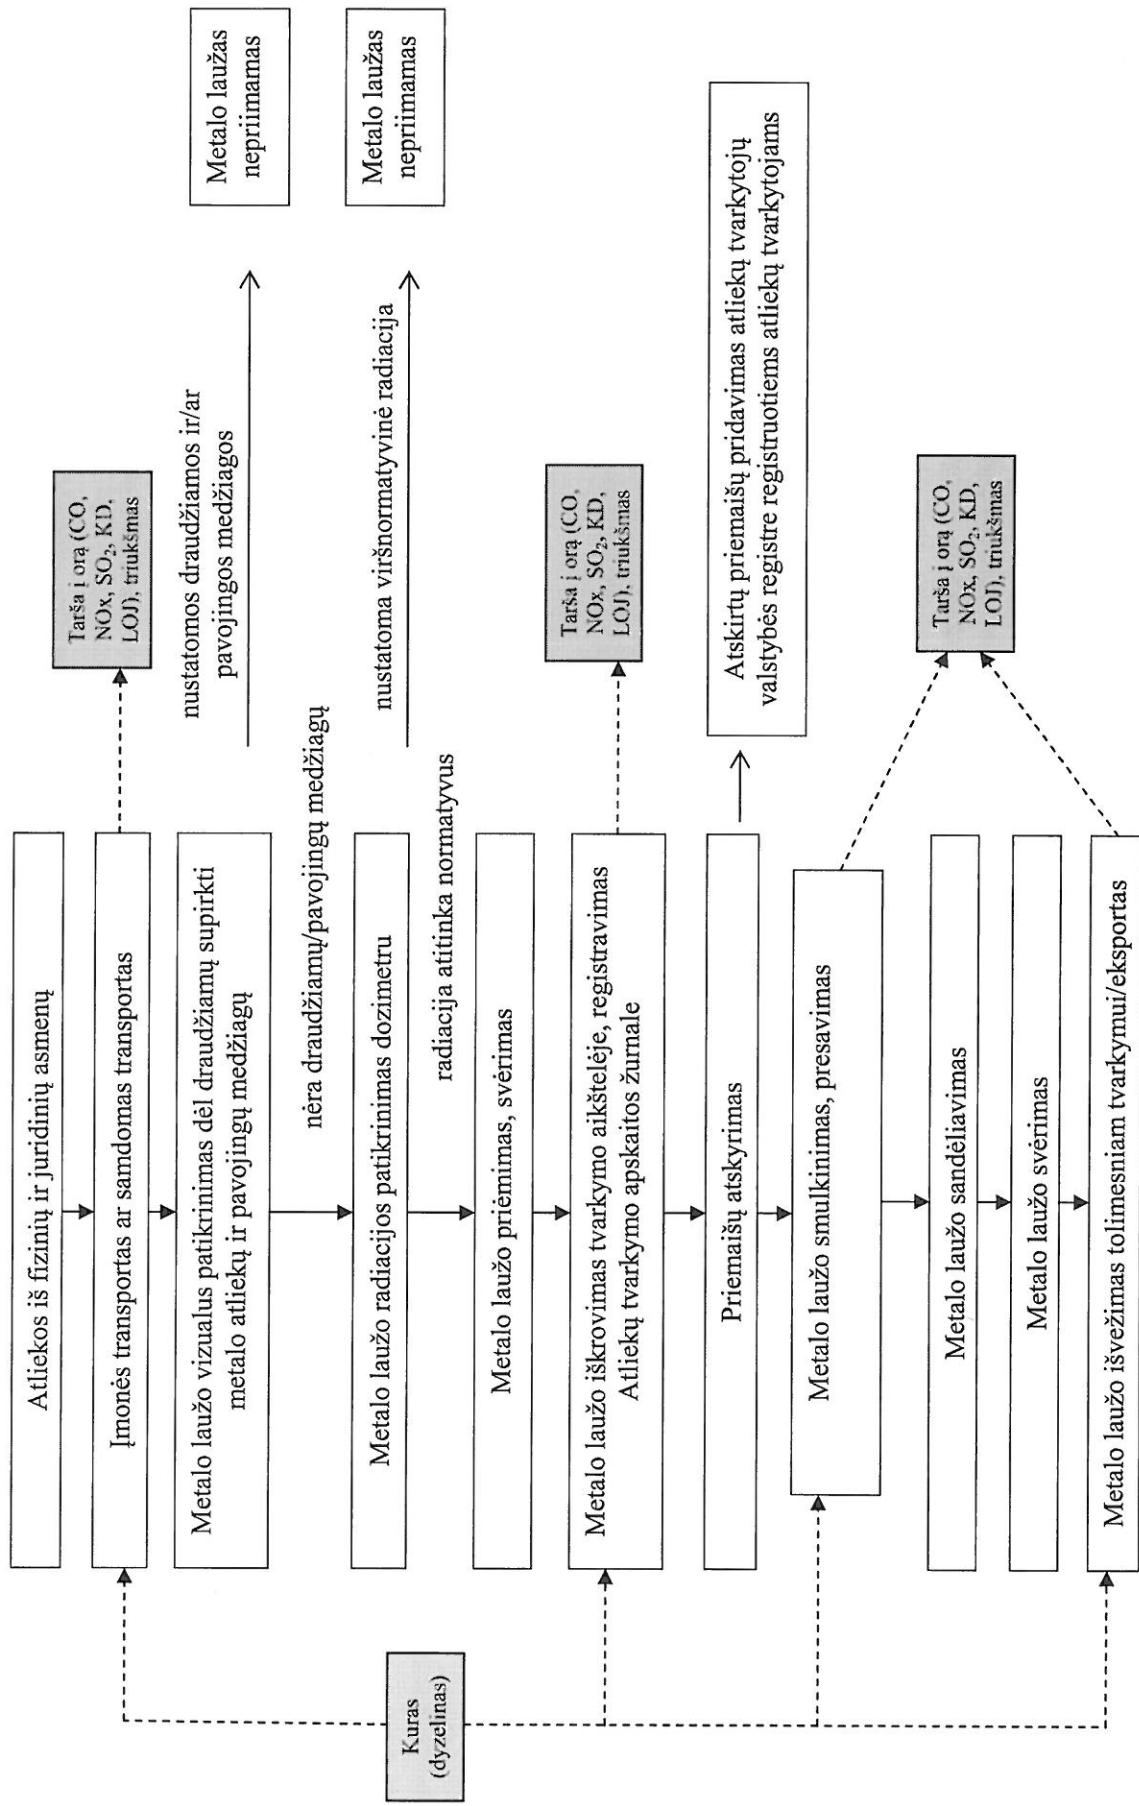 Atliekos iš fizinių ir juridinių asmenų
Įmonės transportas ar samdomas transportas
Tarša į orą (CO,
NOx, SO₂, KD,
LOJ), triukšmas
Metalo laužo vizualus patikrinimas dėl draudžiamų supirkti
metalo atliekų ir pavojingų medžiagų
nustatomos draudžiamos ir/ar
pavojingos medžiagos
Metalo laužas
nepriimamas
nėra draudžiamų/pavojingų medžiagų
Metalo laužo radiacijos patikrinimas dozimetru
nustatoma viršnormatyvinė radiacija
Metalo laužas
nepriimamas
Kuras
(dyzelinas)
radiacija atitinka normatyvus
Metalo laužo priėmimas, svėrimas
Metalo laužo iškrovimas tvarkymo aikštelėje, registravimas
Atliekų tvarkymo apskaitos žurnale
Tarša į orą (CO,
NOx, SO₂, KD,
LOJ), triukšmas
Priemaišų atskyrimas
Atskirtų priemaišų pridavimas atliekų tvarkytojų
valstybės registre registruotiems atliekų tvarkytojams
Metalo laužo smulkinimas, presavimas
Metalo laužo sandėliavimas
Tarša į orą (CO,
NOx, SO₂, KD,
LOJ), triukšmas
Metalo laužo svėrimas
Metalo laužo išvežimas tolimesniam tvarkymui/eksportas